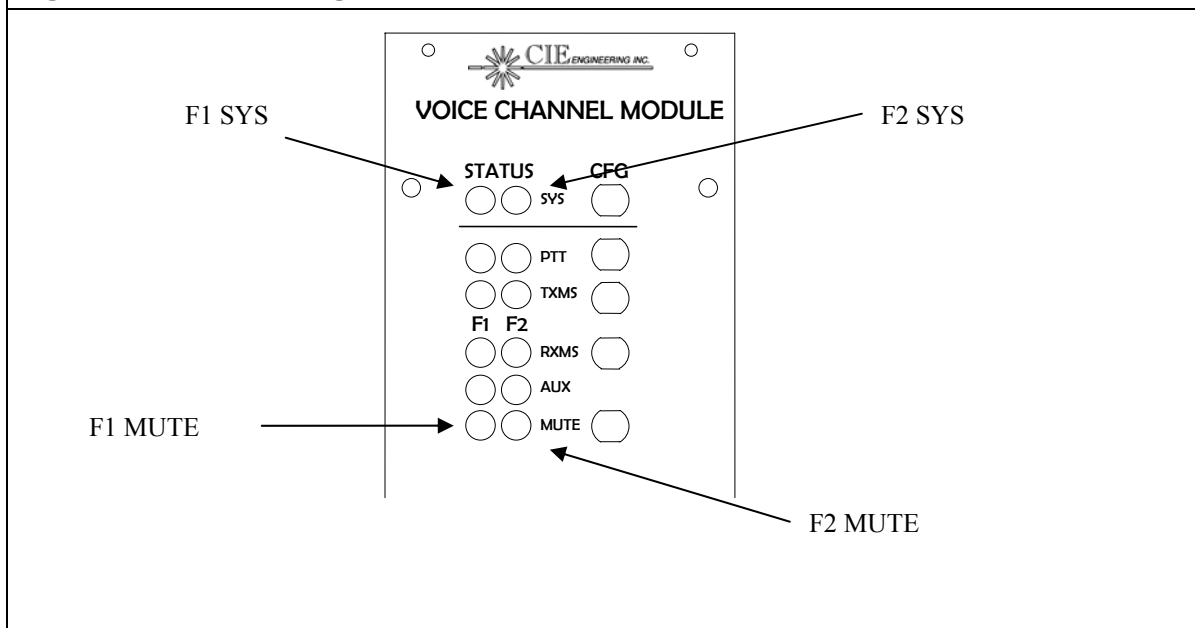 CIE ENGINEERING INC.
VOICE CHANNEL MODULE
F1 SYS
F2 SYS
STATUS CFG
SYS
PTT
TXMS
F1 F2
RXMS
AUX
MUTE
F1 MUTE
F2 MUTE